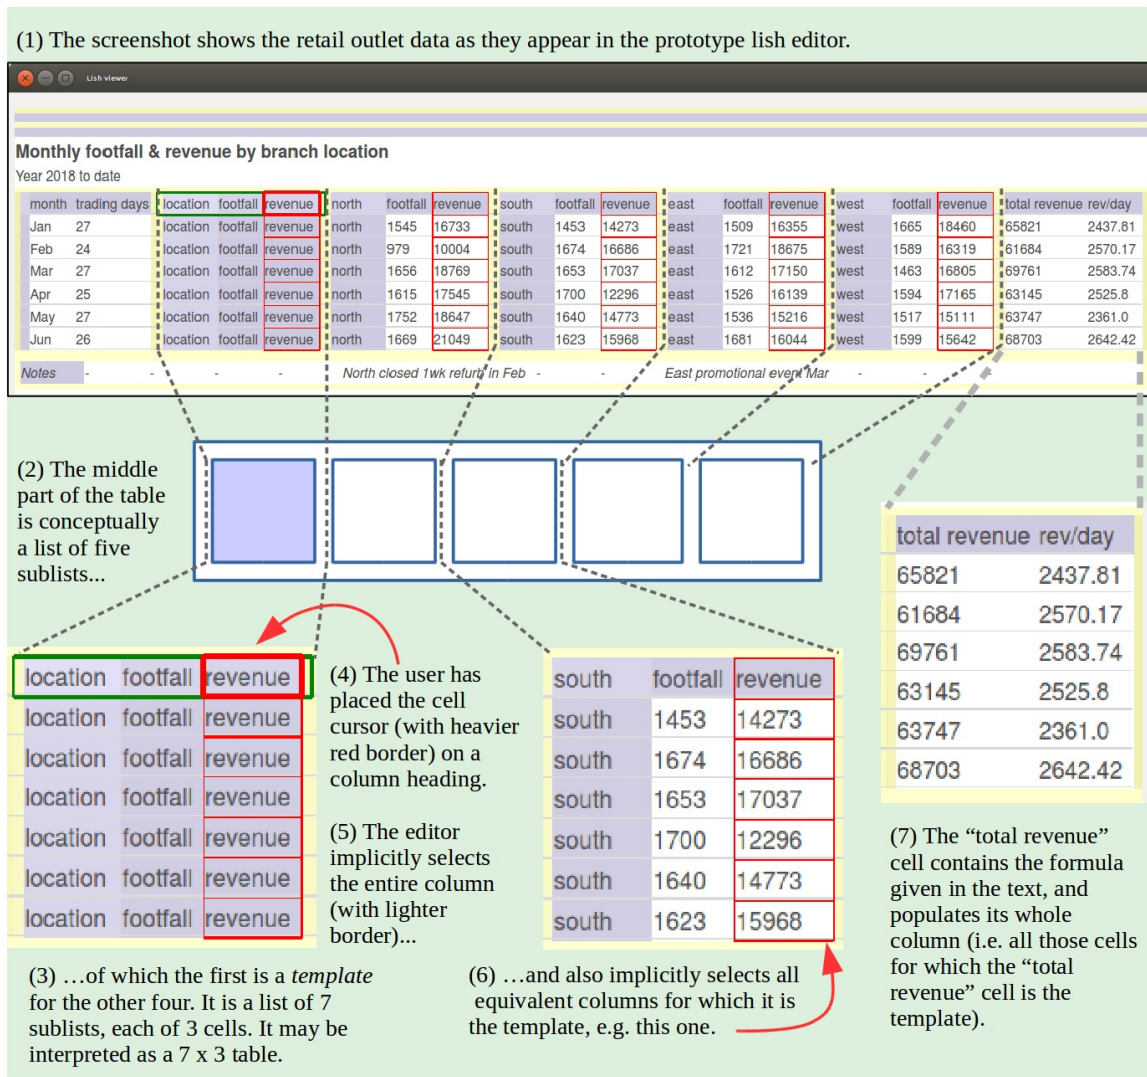 (1) The screenshot shows the retail outlet data as they appear in the prototype lish editor.
Lish viewer
Monthly footfall & revenue by branch location
Year 2018 to date
month trading days location footfall revenue north footfall revenue south footfall revenue east footfall revenue west footfall revenue total revenue rev/day
Jan 27 location footfall revenue north 1545 16733 south 1453 14273 east 1509 16355 west 1665 18460 65821 2437.81
Feb 24 location footfall revenue north 979 10004 south 1674 16686 east 1721 18675 west 1589 16319 61684 2570.17
Mar 27 location footfall revenue north 1656 18769 south 1653 17037 east 1612 17150 west 1463 16805 69761 2583.74
Apr 25 location footfall revenue north 1615 17545 south 1700 12296 east 1526 16139 west 1594 17165 63145 2525.8
May 27 location footfall revenue north 1752 18647 south 1640 14773 east 1536 15216 west 1517 15111 63747 2361.0
Jun 26 location footfall revenue north 1669 21049 south 1623 15968 east 1681 16044 west 1599 15642 68703 2642.42
Notes - - - - North closed 1wk refurb in Feb - - East promotional event Mar - - -
(2) The middle
part of the table
is conceptually
a list of five
sublists...
total revenue rev/day
65821 2437.81
61684 2570.17
69761 2583.74
63145 2525.8
63747 2361.0
68703 2642.42
location footfall revenue
location footfall revenue
location footfall revenue
location footfall revenue
location footfall revenue
location footfall revenue
location footfall revenue
(4) The user has
placed the cell
cursor (with heavier
red border) on a
column heading.
(5) The editor
implicitly selects
the entire column
(with lighter
border)...
south footfall revenue
south 1453 14273
south 1674 16686
south 1653 17037
south 1700 12296
south 1640 14773
south 1623 15968
(7) The “total revenue”
cell contains the formula
given in the text, and
populates its whole
column (i.e. all those cells
for which the “total
revenue” cell is the
template).
(3) …of which the first is a template
for the other four. It is a list of 7
sublists, each of 3 cells. It may be
interpreted as a 7 x 3 table.
(6) …and also implicitly selects all
equivalent columns for which it is
the template, e.g. this one.